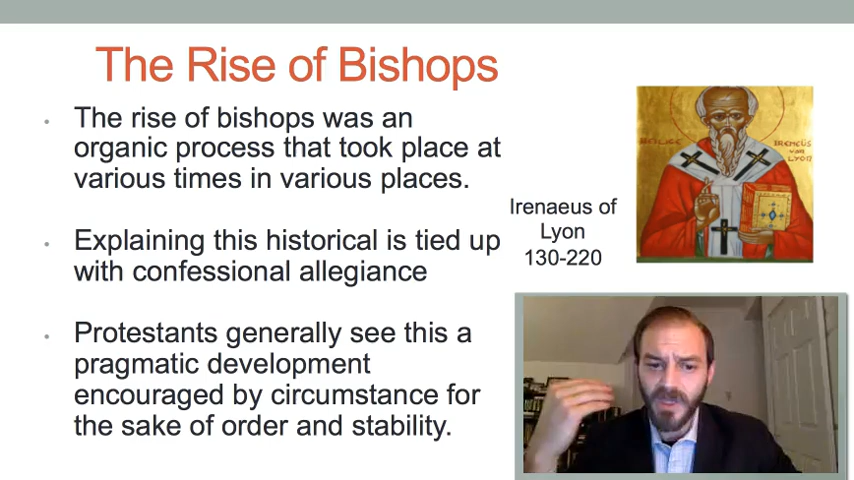 The Rise of Bishops
The rise of bishops was an
organic process that took place at
various times in various places.
Explaining this historical is tied up
with confessional allegiance
Protestants generally see this a
pragmatic development
encouraged by circumstance for
the sake of order and stability.
HEILIGE
IRENEÜS
van
LYON
Irenaeus of
Lyon
130-220